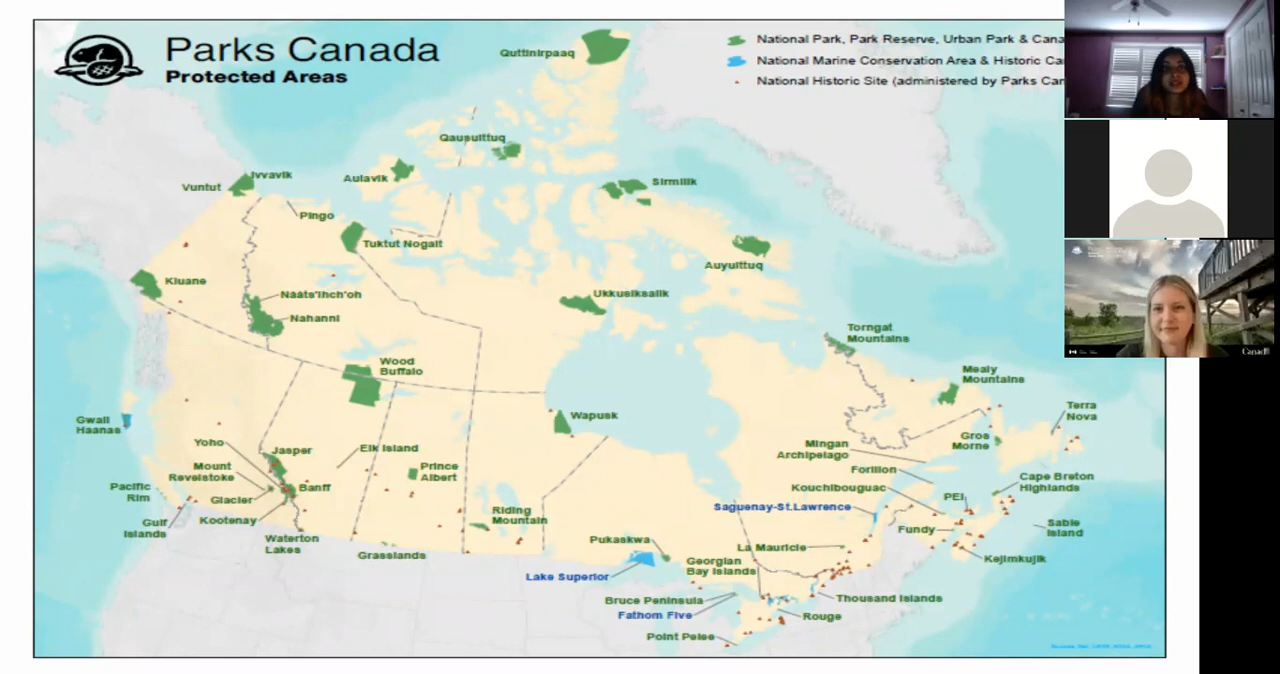 Parks Canada
Protected Areas
National Park, Park Reserve, Urban Park & Cana
National Marine Conservation Area & Historic Ca
National Historic Site (administered by Parks Can
Quttinirpaaq
Qausuittuq
Ivvavik
Vuntut
Aulavik
Sirmilik
Pingo
Tuktut Nogait
Auyuittuq
Kluane
Nááts'ihch'oh
Ukkusiksalik
Nahanni
Torngat
Mountains
Wood
Buffalo
Mealy
Mountains
Gwaii
Haanas
Wapusk
Terra
Nova
Yoho
Jasper
Elk Island
Mingan
Archipelago
Gros
Morne
Mount
Revelstoke
Prince
Albert
Forillon
Pacific
Rim
Glacier
Banff
Kouchibouguac
PEI
Cape Breton
Highlands
Gulf
Islands
Kootenay
Riding
Mountain
Saguenay-St.Lawrence
Fundy
Sable
Island
Waterton
Lakes
Grasslands
Pukaskwa
La Mauricie
Kejimkujik
Lake Superior
Georgian
Bay Islands
Bruce Peninsula
Fathom Five
Thousand Islands
Rouge
Point Pelee
Canada